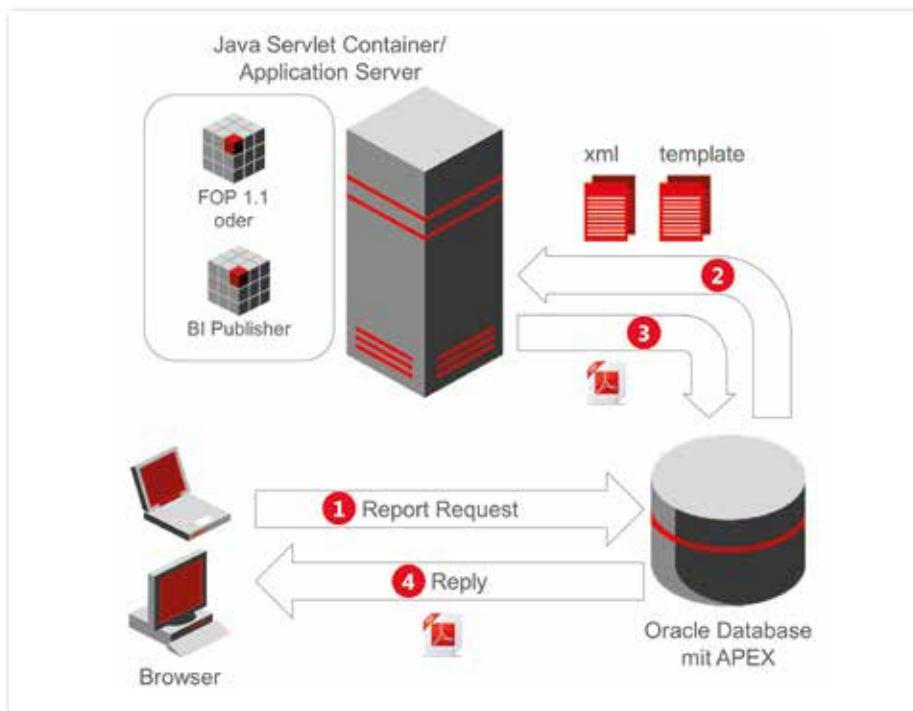 Java Servlet Container/
Application Server
FOP 1.1
oder
BI Publisher
xml template
2
3
1 Report Request
4 Reply
Browser
Oracle Database
mit APEX